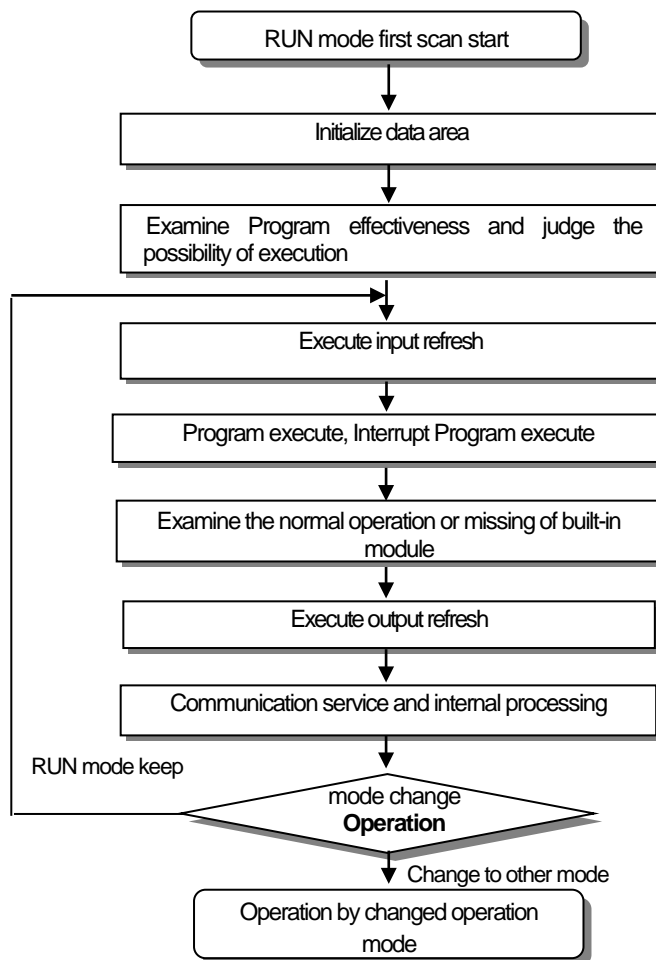 RUN mode first scan start
Initialize data area
Examine Program effectiveness and judge the
possibility of execution
Execute input refresh
Program execute, Interrupt Program execute
Examine the normal operation or missing of built-in
module
Execute output refresh
Communication service and internal processing
RUN mode keep
mode change
Operation
Change to other mode
Operation by changed operation
mode